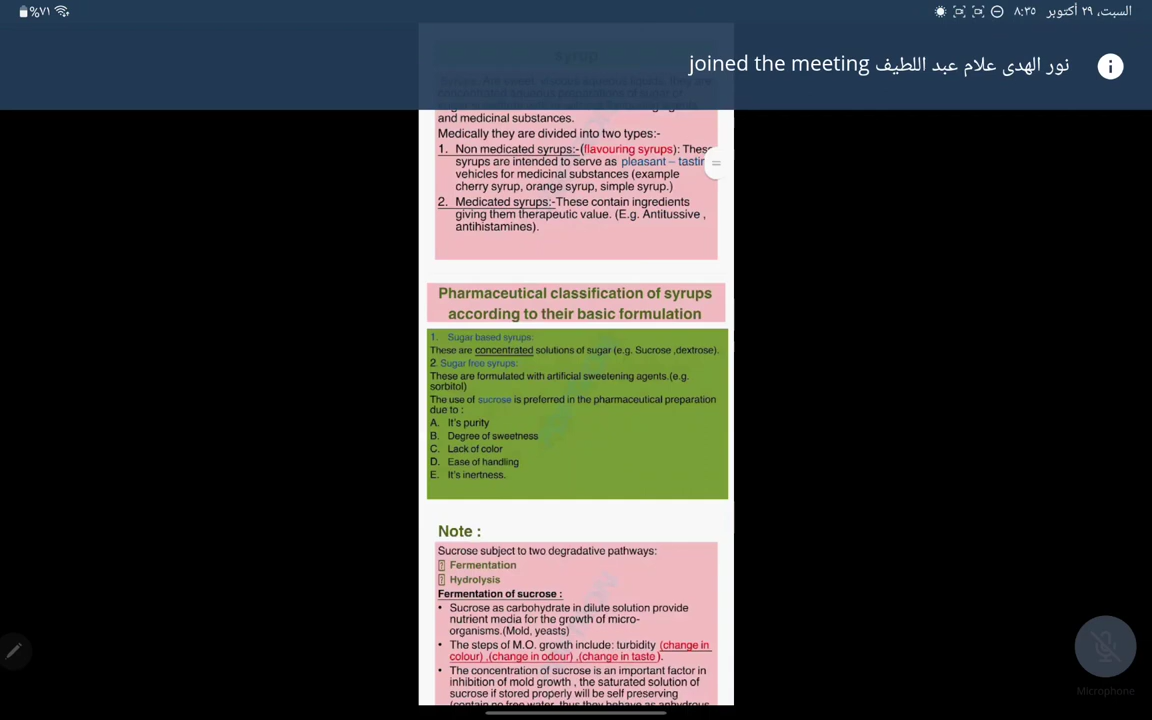 %٧١
السبت، ٢٩ أكتوبر ٨:٣٥
نور الهدى علام عبد اللطيف joined the meeting
Syrup
and medicinal substances.
Medically they are divided into two types:-
1. Non medicated syrups:-(flavouring syrups): These
syrups are intended to serve as pleasant – tastin
vehicles for medicinal substances (example
cherry syrup, orange syrup, simple syrup.)
2. Medicated syrups:-These contain ingredients
giving them therapeutic value. (E.g. Antitussive ,
antihistamines).
Pharmaceutical classification of syrups
according to their basic formulation
1. Sugar based syrups:
These are concentrated solutions of sugar (e.g. Sucrose ,dextrose).
2. Sugar free syrups:
These are formulated with artificial sweetening agents.(e.g.
sorbitol)
The use of sucrose is preferred in the pharmaceutical preparation
due to :
A. It's purity
B. Degree of sweetness
C. Lack of color
D. Ease of handling
E. It's inertness.
Note :
Sucrose subject to two degradative pathways:
Fermentation
Hydrolysis
Fermentation of sucrose :
• Sucrose as carbohydrate in dilute solution provide
nutrient media for the growth of micro-
organisms.(Mold, yeasts)
• The steps of M.O. growth include: turbidity (change in
colour) ,(change in odour) ,(change in taste ).
• The concentration of sucrose is an important factor in
inhibition of mold growth , the saturated solution of
sucrose if stored properly will be self preserving
(contain no free water, thus they behave as anhydrous
Microphone